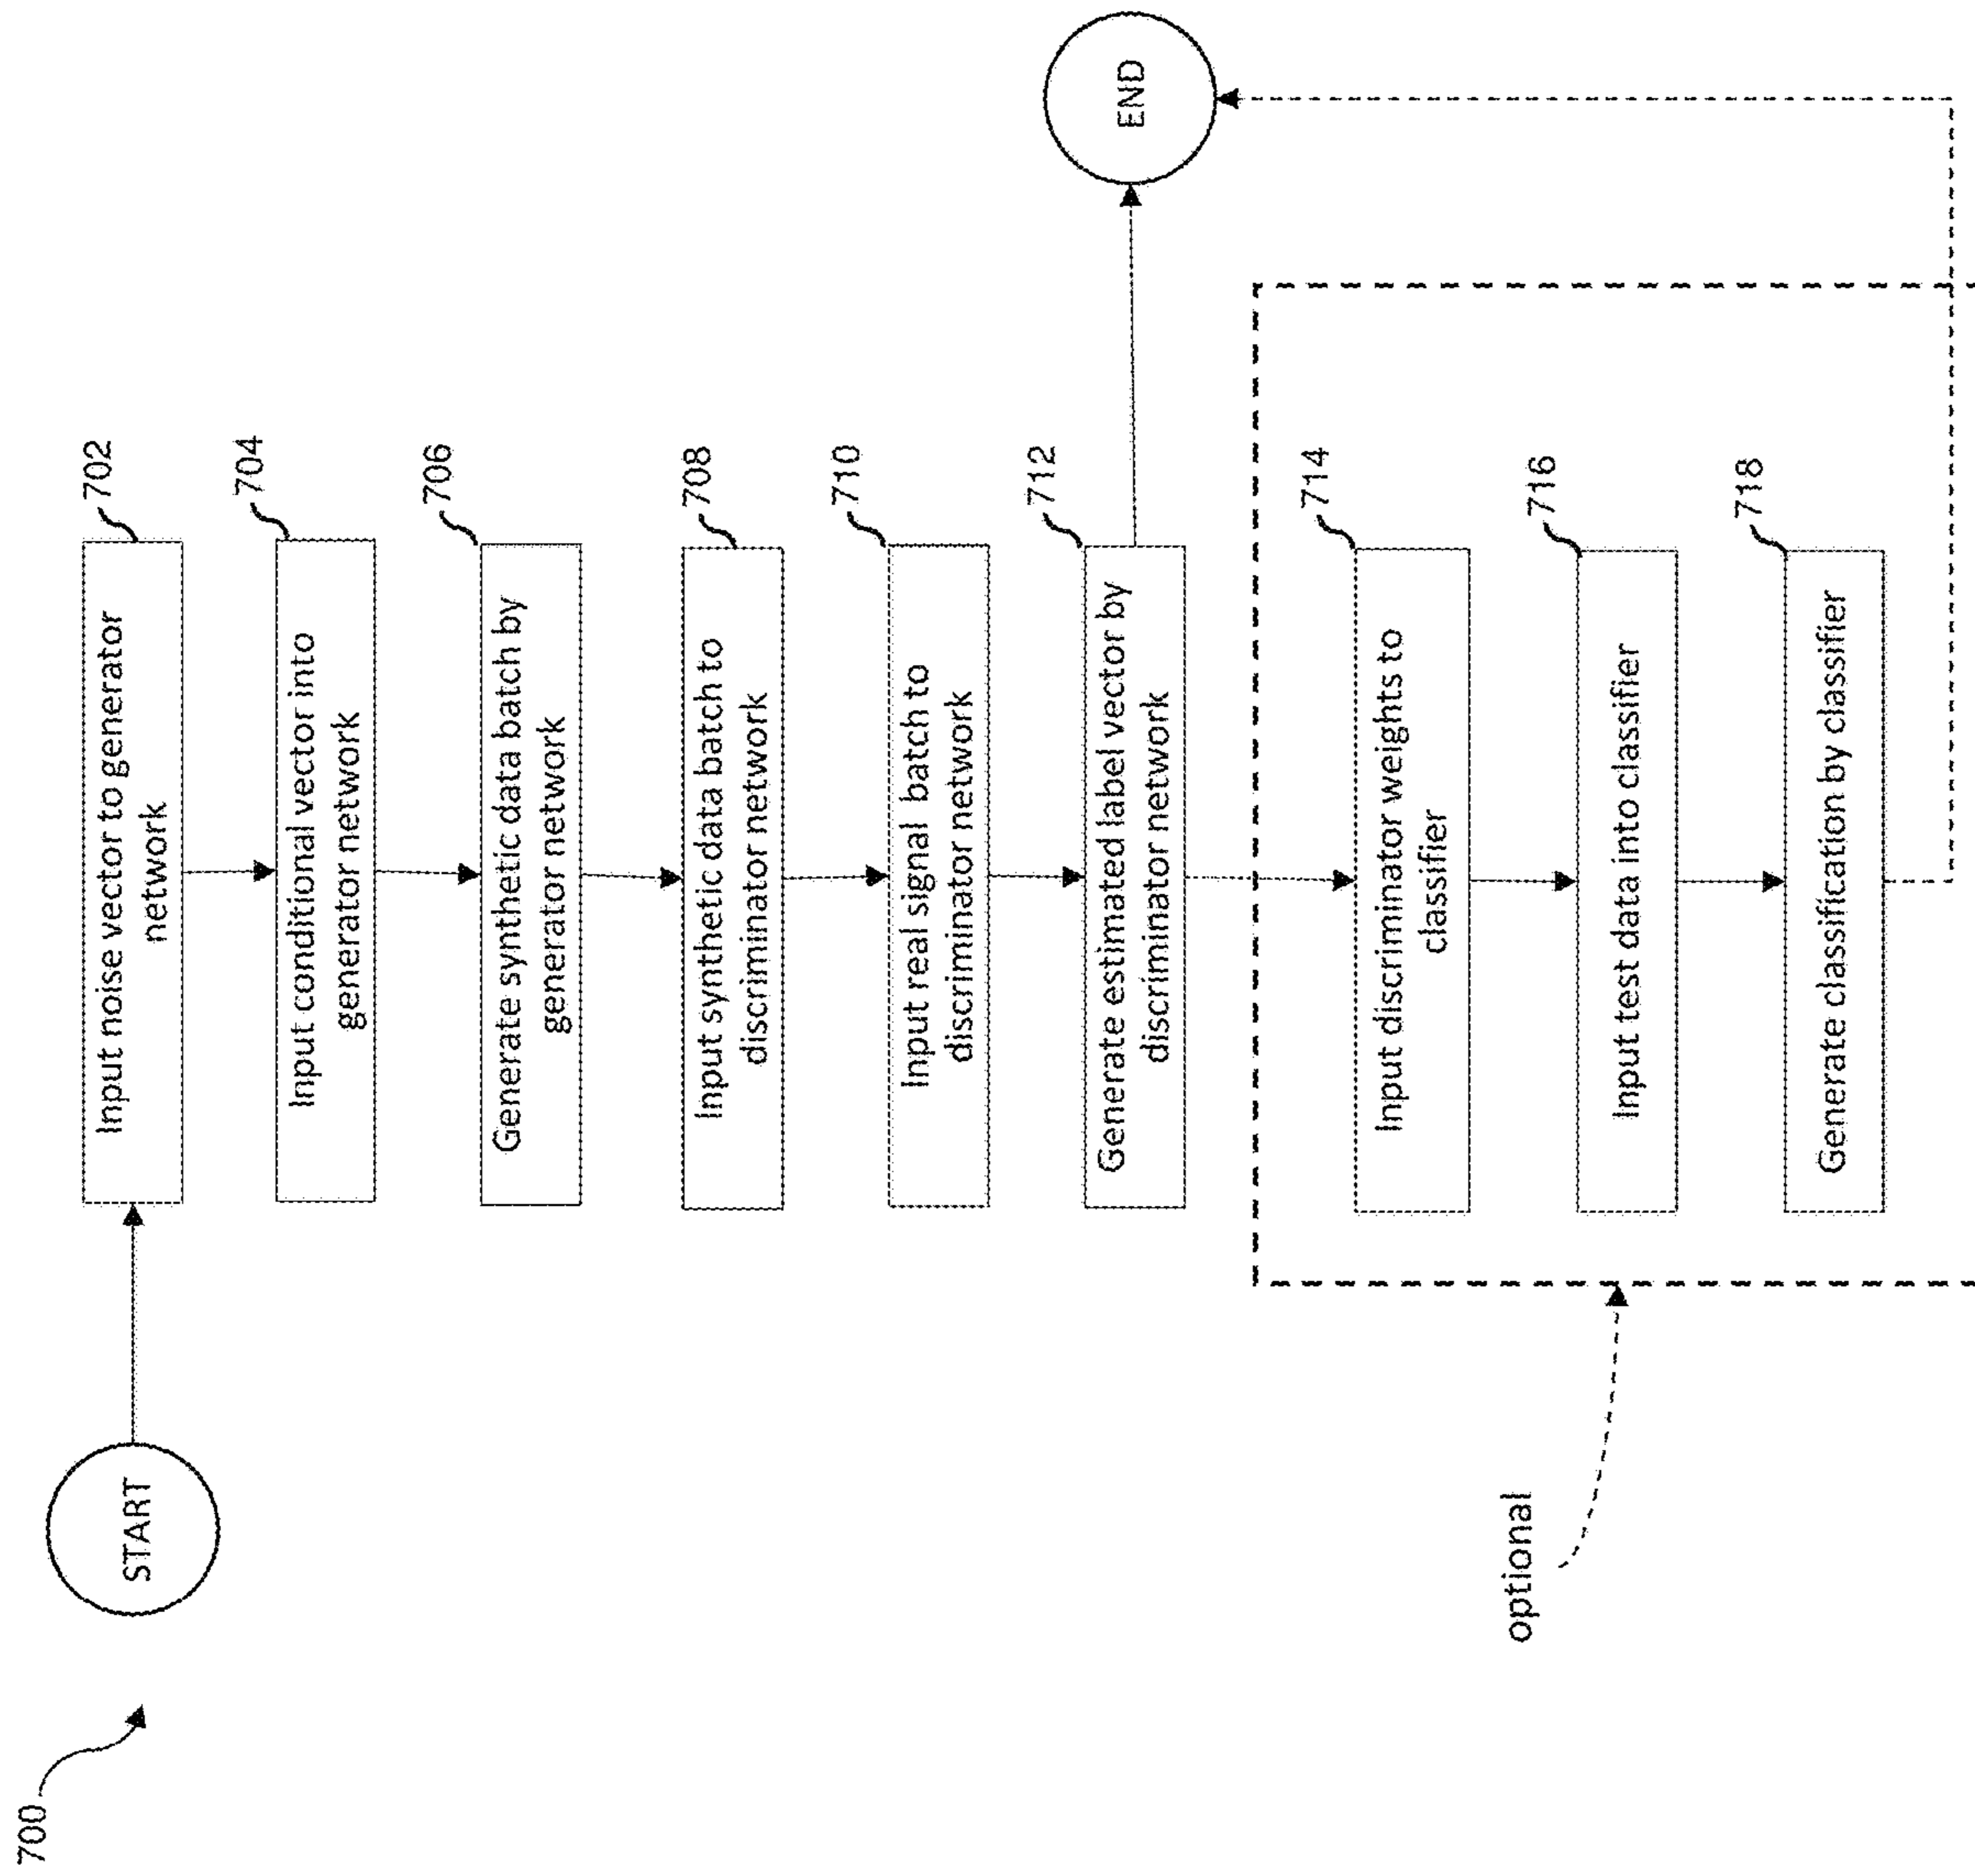 700
START
702
Input noise vector to generator
network
704
Input conditional vector into
generator network
706
Generate synthetic data batch by
generator network
708
Input synthetic data batch to
discriminator network
710
Input real signal batch to
discriminator network
712
Generate estimated label vector by
discriminator network
END
optional
714
Input discriminator weights to
classifier
716
Input test data into classifier
718
Generate classification by classifier